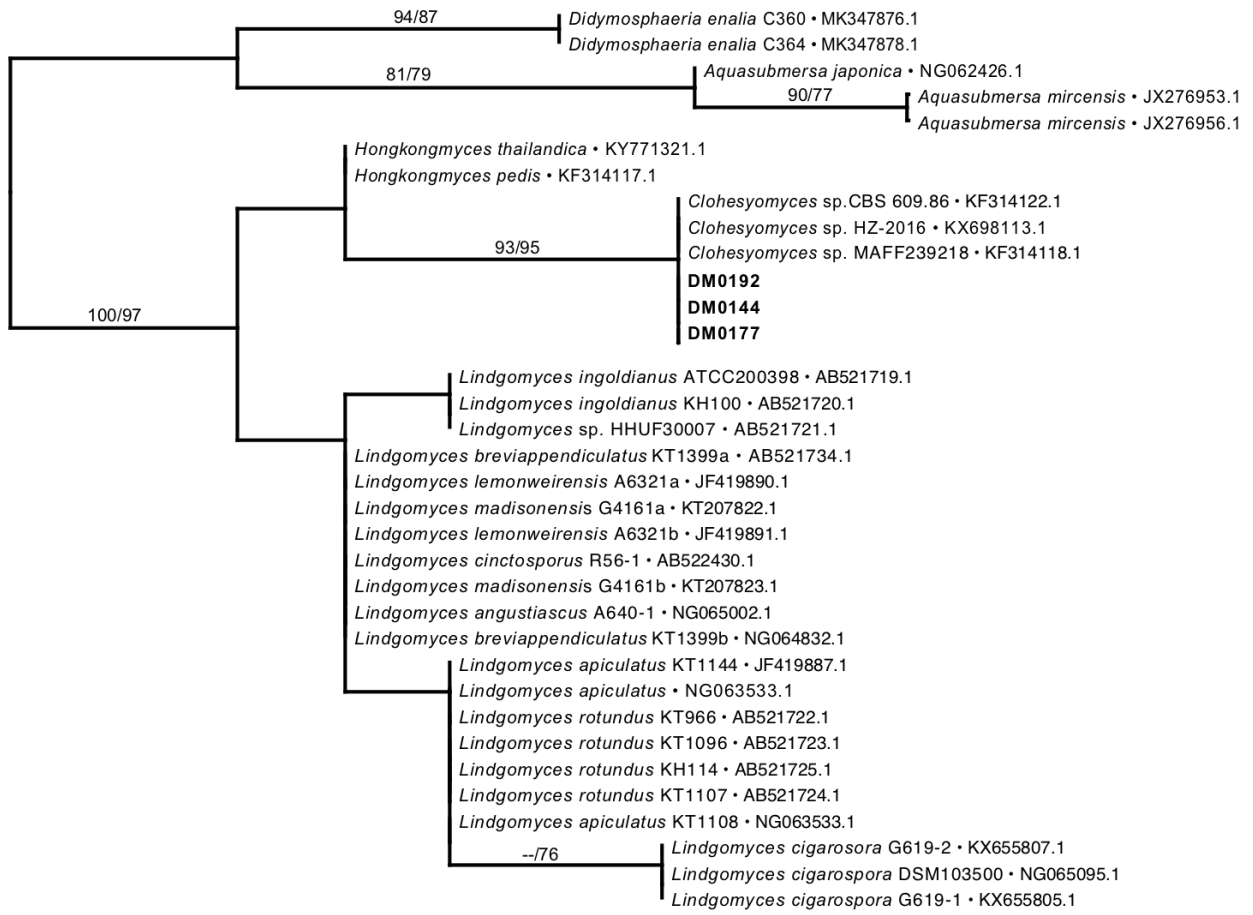 94/87
Didymosphaeria enalia C360 • MK347876.1
Didymosphaeria enalia C364 • MK347878.1
81/79
Aquasubmersa japonica • NG062426.1
90/77
Aquasubmersa mircensis • JX276953.1
Aquasubmersa mircensis • JX276956.1
Hongkongmyces thailandica • KY771321.1
Hongkongmyces pedis • KF314117.1
Clohesyomyces sp.CBS 609.86 • KF314122.1
Clohesyomyces sp. HZ-2016 • KX698113.1
93/95
Clohesyomyces sp. MAFF239218 • KF314118.1
DM0192
DM0144
100/97
DM0177
Lindgomyces ingoldianus ATCC200398 • AB521719.1
Lindgomyces ingoldianus KH100 • AB521720.1
Lindgomyces sp. HHUF30007 • AB521721.1
Lindgomyces breviappendiculatus KT1399a • AB521734.1
Lindgomyces lemonweirensis A6321a • JF419890.1
Lindgomyces madisonensis G4161a • KT207822.1
Lindgomyces lemonweirensis A6321b • JF419891.1
Lindgomyces cinctosporus R56-1 • AB522430.1
Lindgomyces madisonensis G4161b • KT207823.1
Lindgomyces angustiascus A640-1 • NG065002.1
Lindgomyces breviappendiculatus KT1399b • NG064832.1
Lindgomyces apiculatus KT1144 • JF419887.1
Lindgomyces apiculatus • NG063533.1
Lindgomyces rotundus KT966 • AB521722.1
Lindgomyces rotundus KT1096 • AB521723.1
Lindgomyces rotundus KH114 • AB521725.1
Lindgomyces rotundus KT1107 • AB521724.1
Lindgomyces apiculatus KT1108 • NG063533.1
--/76
Lindgomyces cigarosora G619-2 • KX655807.1
Lindgomyces cigarospora DSM103500 • NG065095.1
Lindgomyces cigarospora G619-1 • KX655805.1